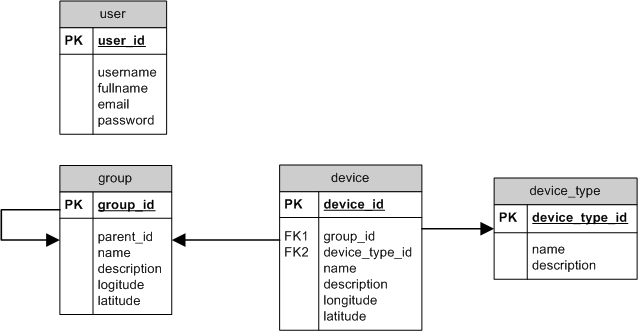 user
PK user_id
username
fullname
email
password
group
PK group_id
parent_id
name
description
logitude
latitude
device
PK device_id
FK1 group_id
FK2 device_type_id
name
description
longitude
latitude
device_type
PK device_type_id
name
description